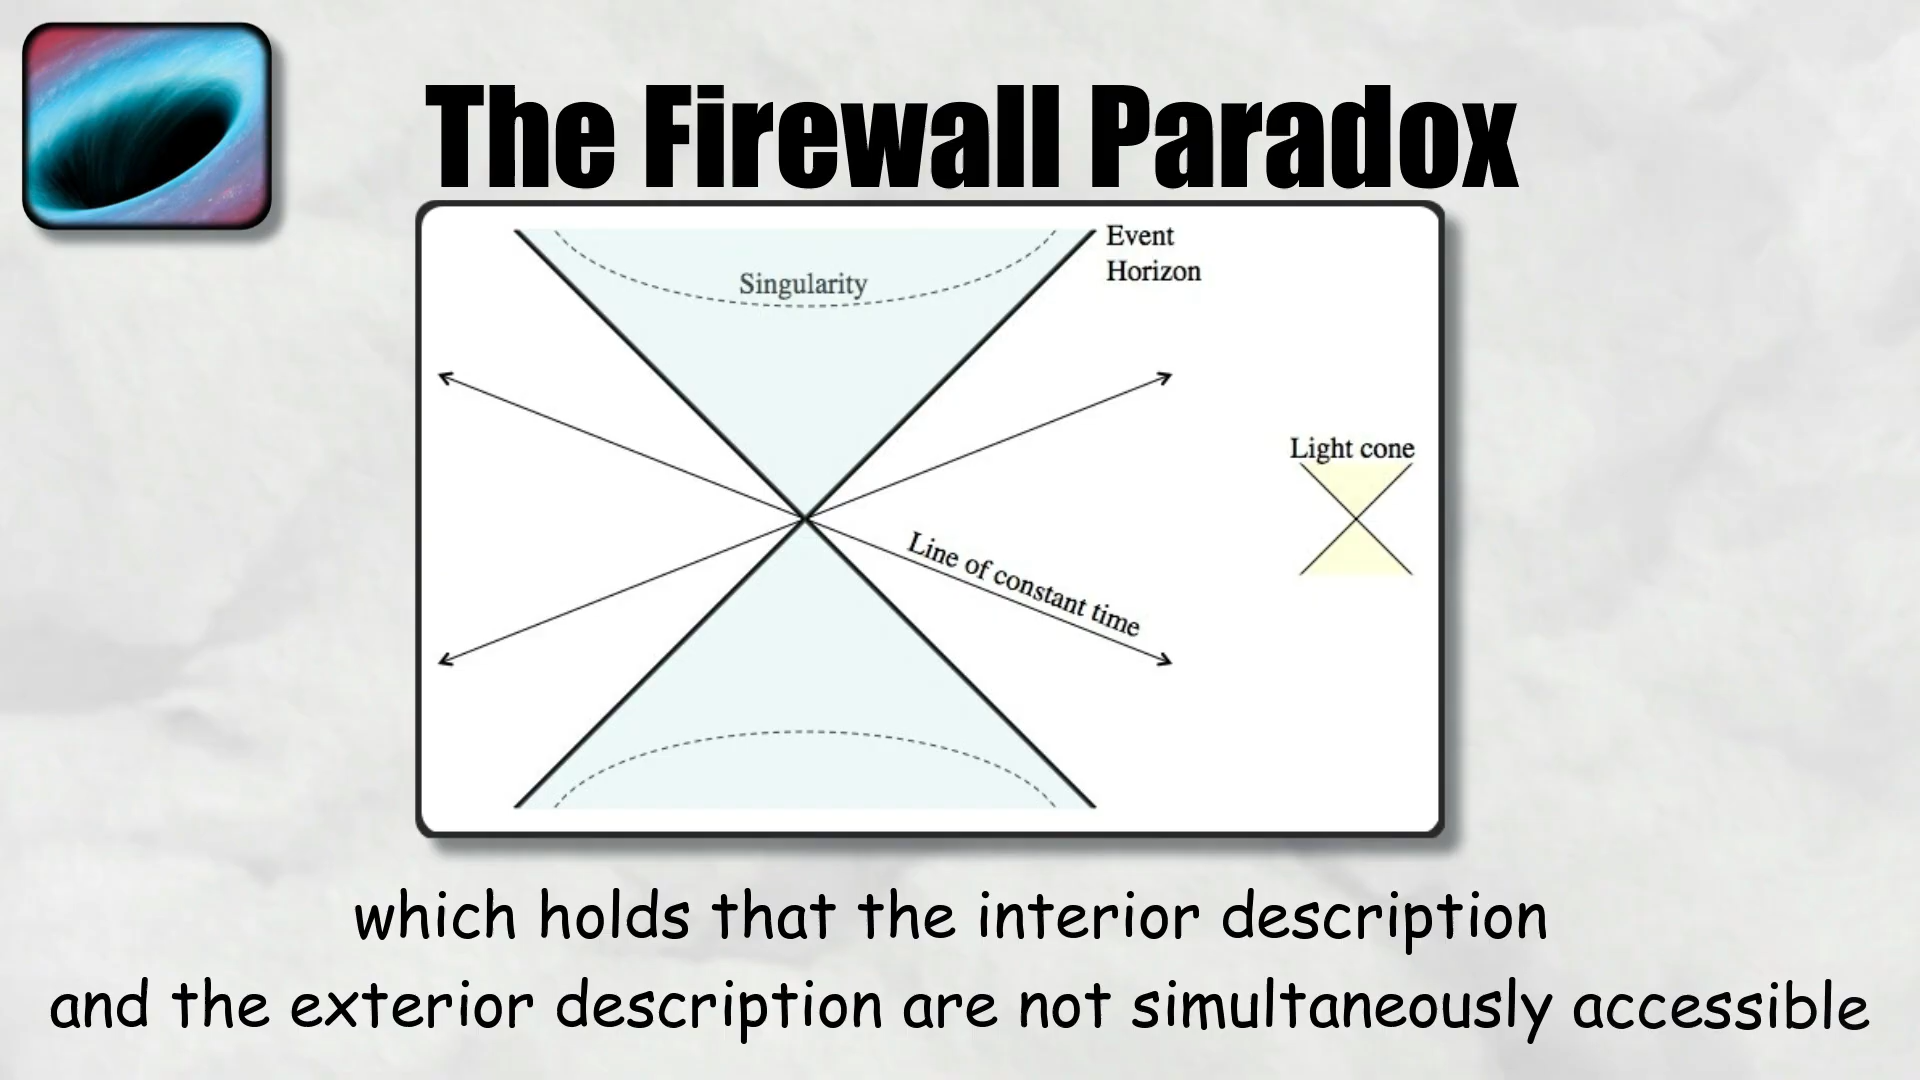 The Firewall Paradox
Event
Horizon
Singularity
Light cone
Line of constant time
which holds that the interior description
and the exterior description are not simultaneously accessible